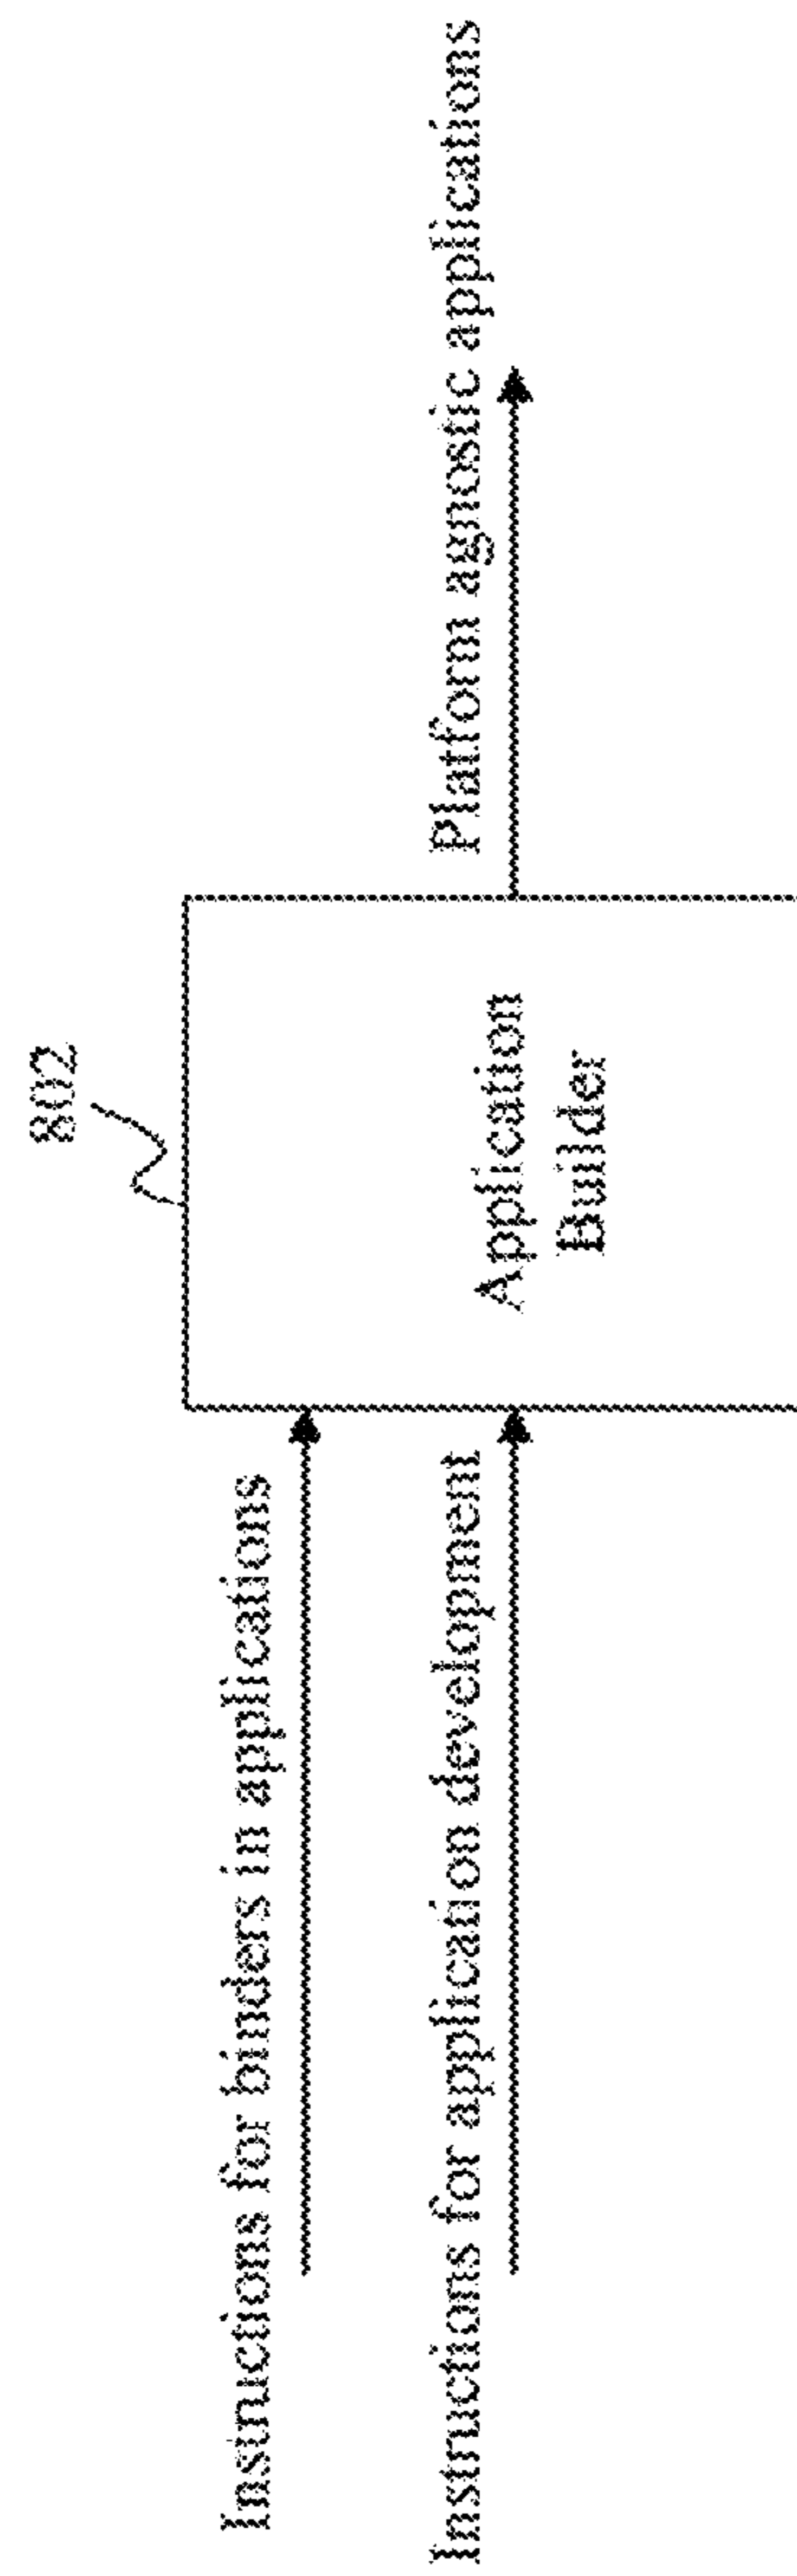 802
Instructions for binders in applications
Instructions for application development
Application
Builder
Platform agnostic applications